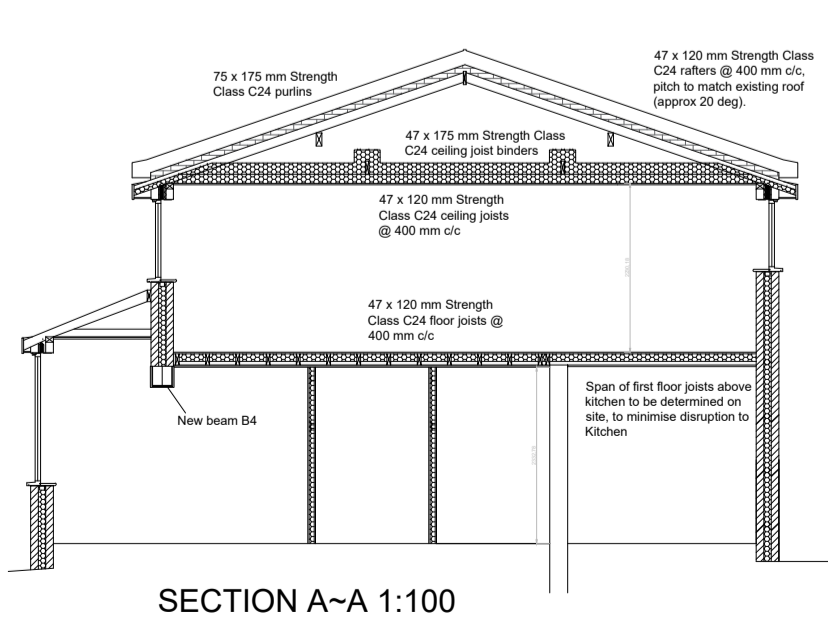 75 x 175 mm Strength
Class C24 purlins
47 x 120 mm Strength Class
C24 rafters @ 400 mm c/c,
pitch to match existing roof
(approx 20 deg).
47 x 175 mm Strength Class
C24 ceiling joist binders
47 x 120 mm Strength
Class C24 ceiling joists
@ 400 mm c/c
47 x 120 mm Strength
Class C24 floor joists @
400 mm c/c
Span of first floor joists above
kitchen to be determined on
site, to minimise disruption to
Kitchen
New beam B4
SECTION A~A 1:100